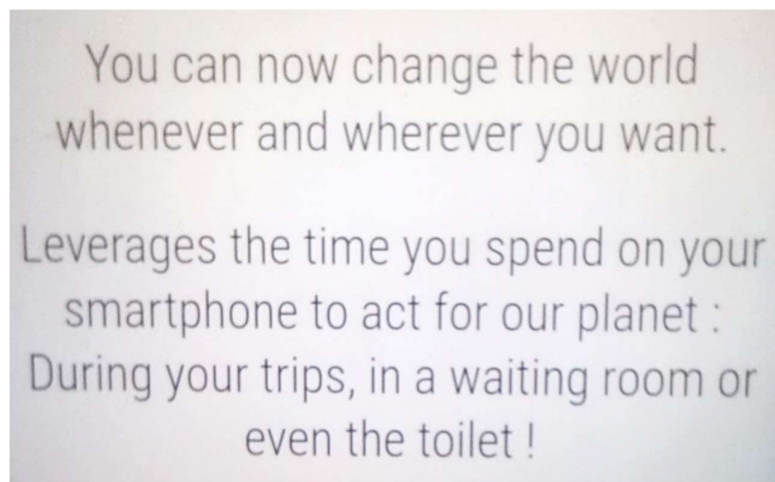 You can now change the world
whenever and wherever you want.
Leverages the time you spend on your
smartphone to act for our planet :
During your trips, in a waiting room or
even the toilet !